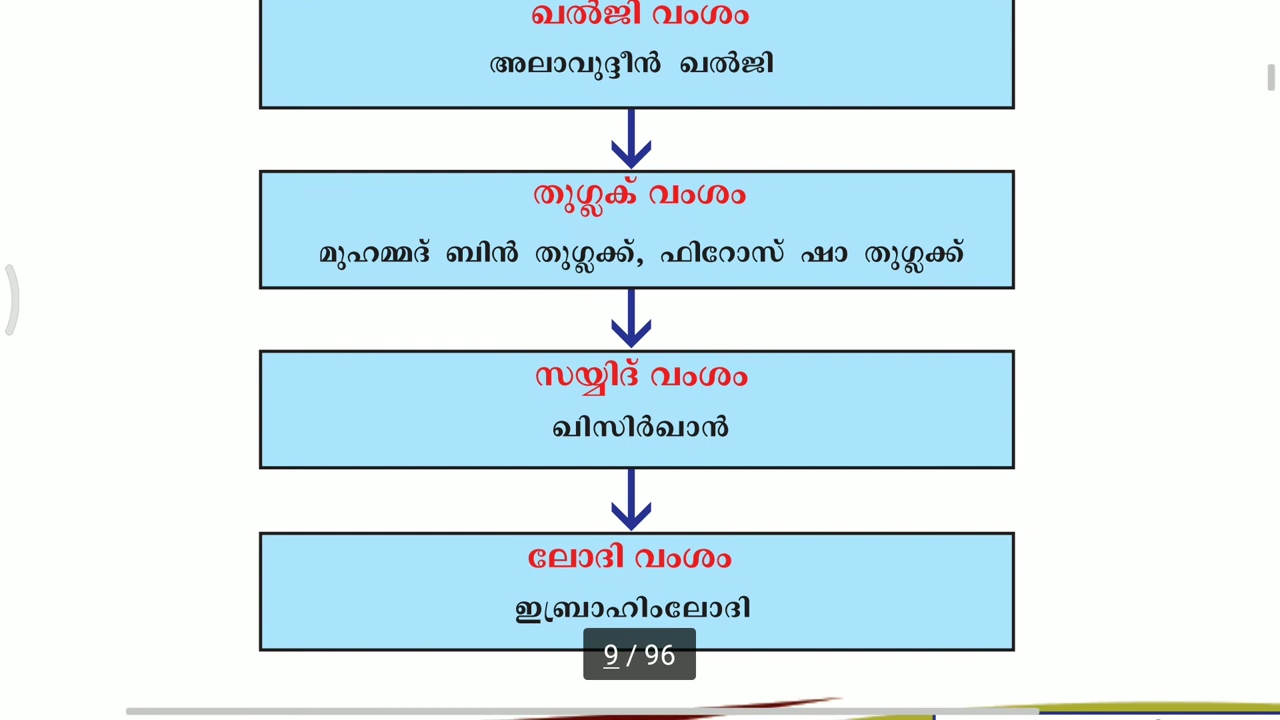 ഖൽജി വംശം
അലാവുദ്ദീൻ ഖൽജി
തുഗ്ലക് വംശം
മുഹമ്മദ് ബിൻ തുഗ്ലക്ക്, ഫിറോസ് ഷാ തുഗ്ലക്ക്
സയ്യിദ് വംശം
ഖിസിർഖാൻ
ലോദി വംശം
ഇബ്രാഹിംലോദി
9 / 96